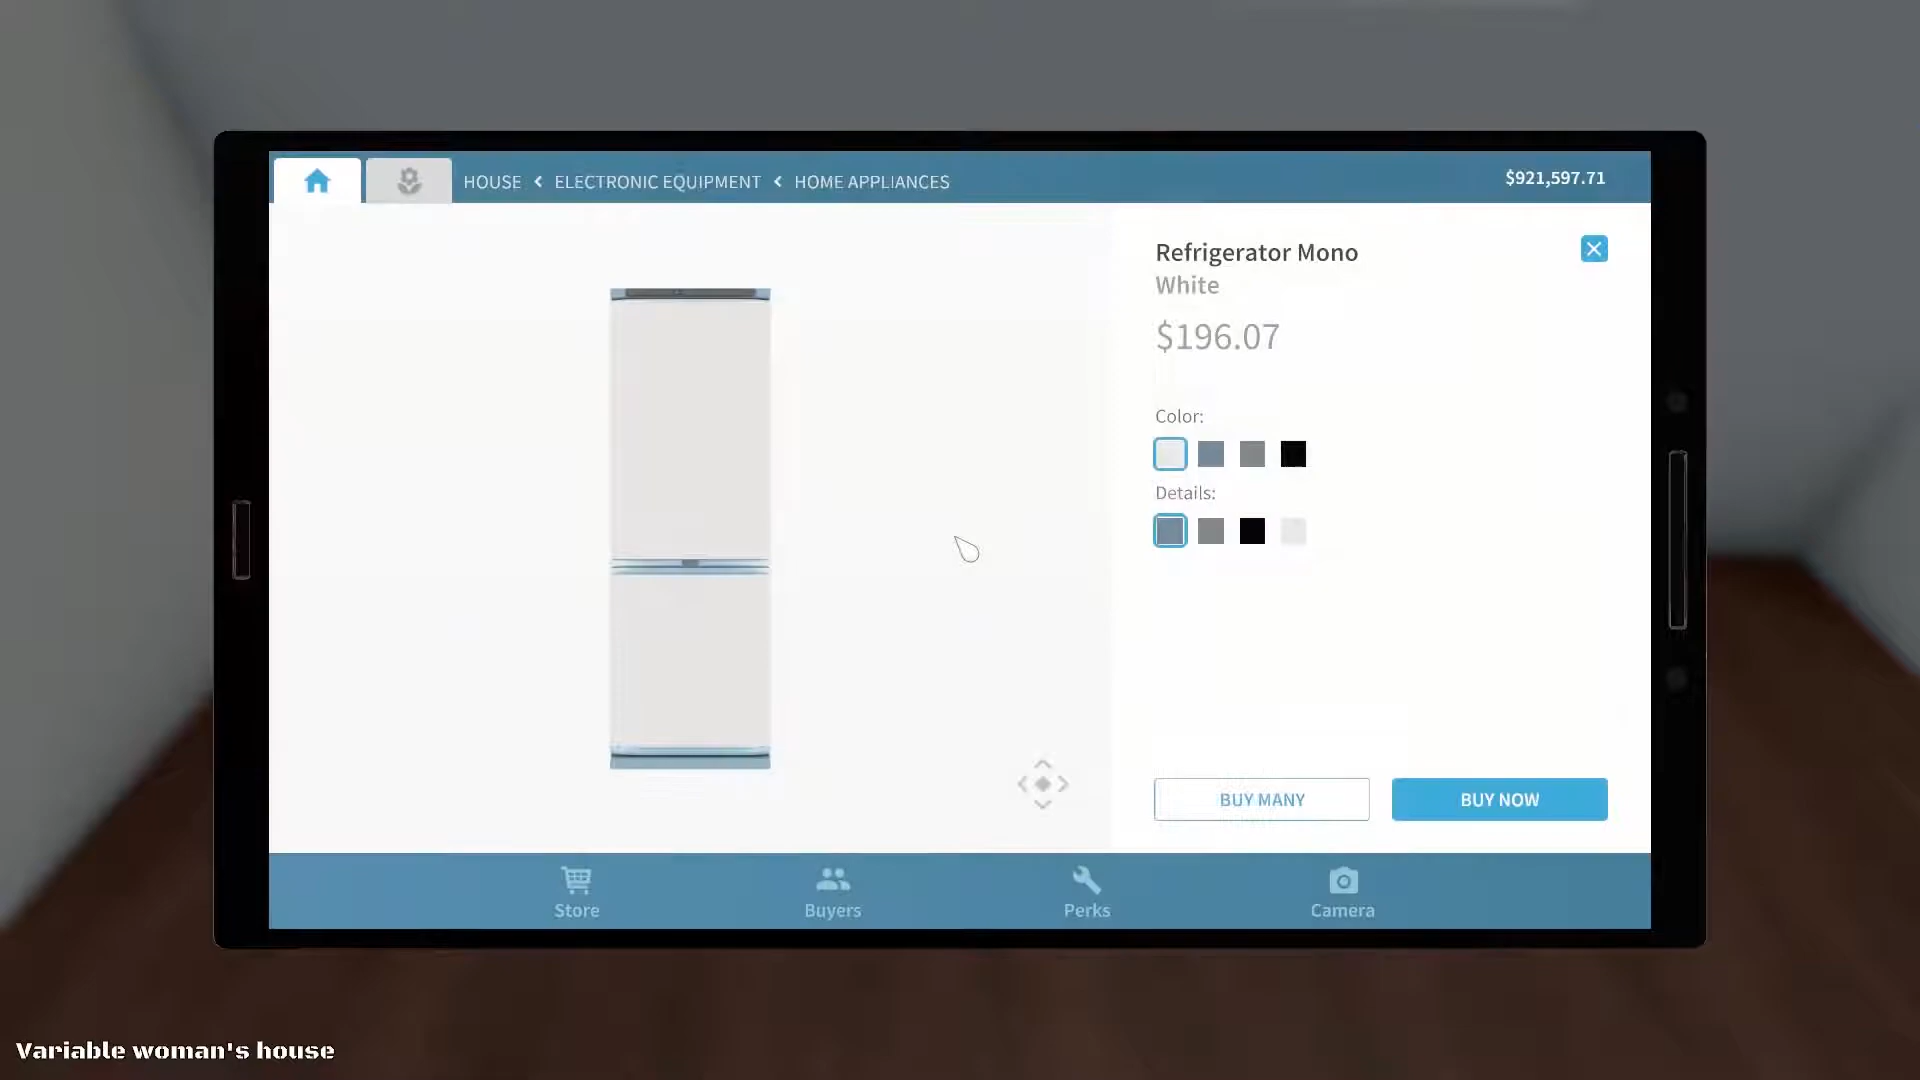 HOUSE < ELECTRONIC EQUIPMENT < HOME APPLIANCES
$921,597.71
Refrigerator Mono
White
$196.07
Color:
Details:
BUY MANY
BUY NOW
Store
Buyers
Perks
Camera
Variable woman's house